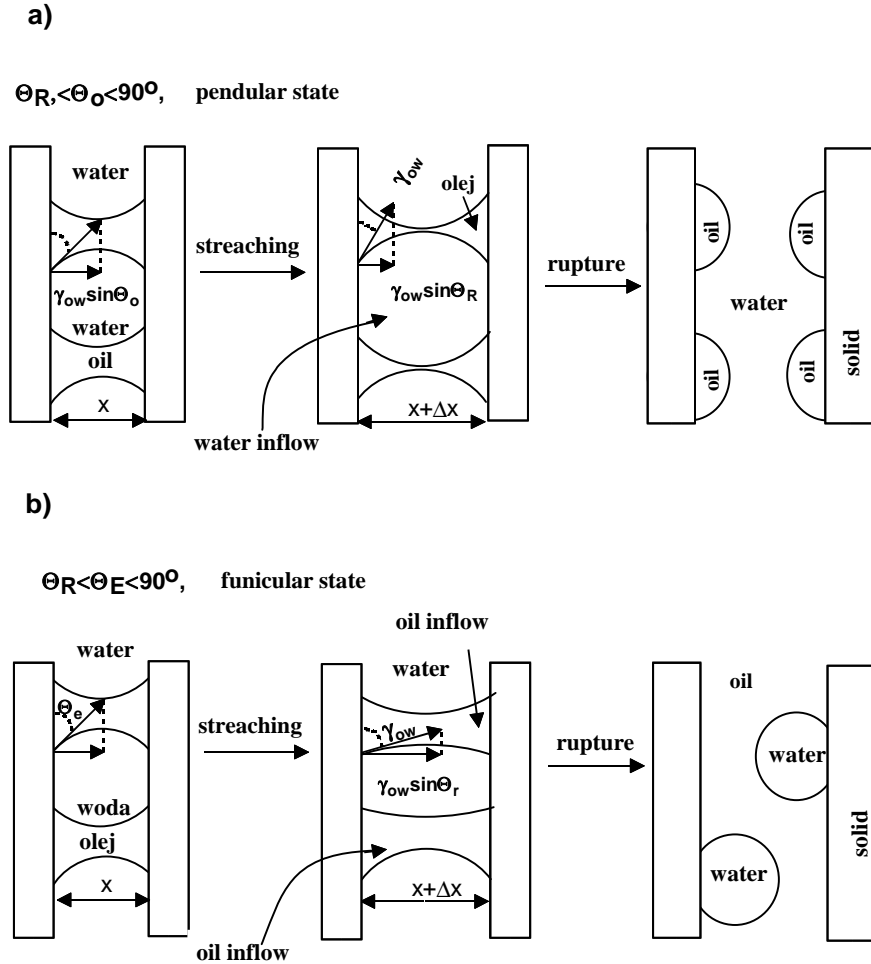 a)
ΘR,<Θo<90o, pendular state
water
γow
olej
streaching
rupture
oil
oil
γowsinΘo
γowsinΘR
water
water
oil
oil
oil
solid
x
x+Δx
water inflow
b)
ΘR<ΘE<90o, funicular state
oil inflow
water
water
oil
Θe
streaching
γow
rupture
water
γowsinΘr
woda
olej
solid
x
x+Δx
water
oil inflow